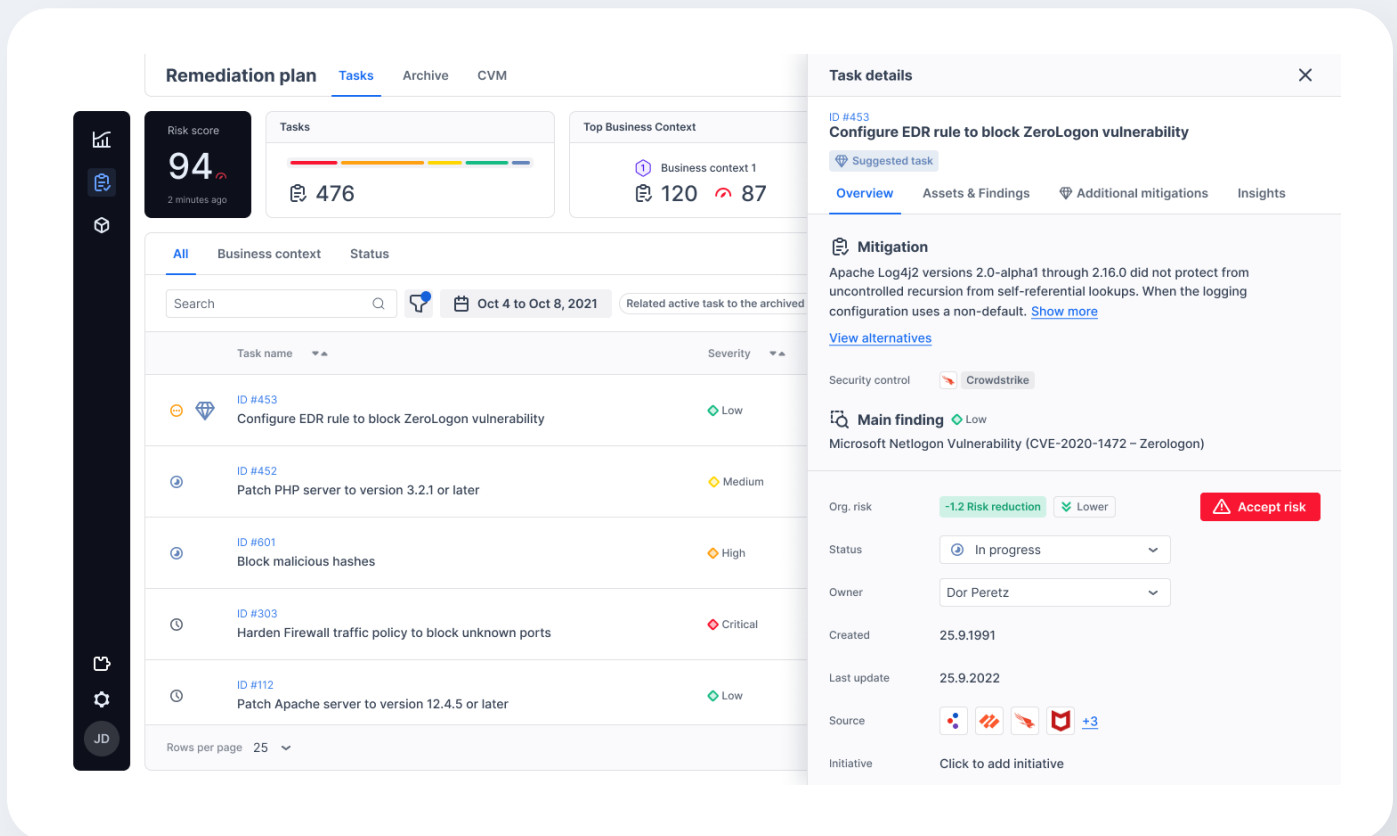 Remediation plan
Tasks
Archive
CVM
Risk score
94
2 minutes ago
Tasks
476
Top Business Context
1
Business context 1
120
87
All
Business context
Status
Search
Oct 4 to Oct 8, 2021
Related active task to the archived
Task name
Severity
ID #453
Configure EDR rule to block ZeroLogon vulnerability
Low
ID #452
Patch PHP server to version 3.2.1 or later
Medium
ID #601
Block malicious hashes
High
ID #303
Harden Firewall traffic policy to block unknown ports
Critical
ID #112
Patch Apache server to version 12.4.5 or later
Low
Rows per page
25
JD
Task details
ID #453
Configure EDR rule to block ZeroLogon vulnerability
Suggested task
Overview
Assets & Findings
Additional mitigations
Insights
Mitigation
Apache Log4j2 versions 2.0-alpha1 through 2.16.0 did not protect from
uncontrolled recursion from self-referential lookups. When the logging
configuration uses a non-default. Show more
View alternatives
Security control
Crowdstrike
Main finding
Low
Microsoft Netlogon Vulnerability (CVE-2020-1472 – Zerologon)
Org. risk
-1.2 Risk reduction
Lower
Accept risk
Status
In progress
Owner
Dor Peretz
Created
25.9.1991
Last update
25.9.2022
Source
+3
Initiative
Click to add initiative